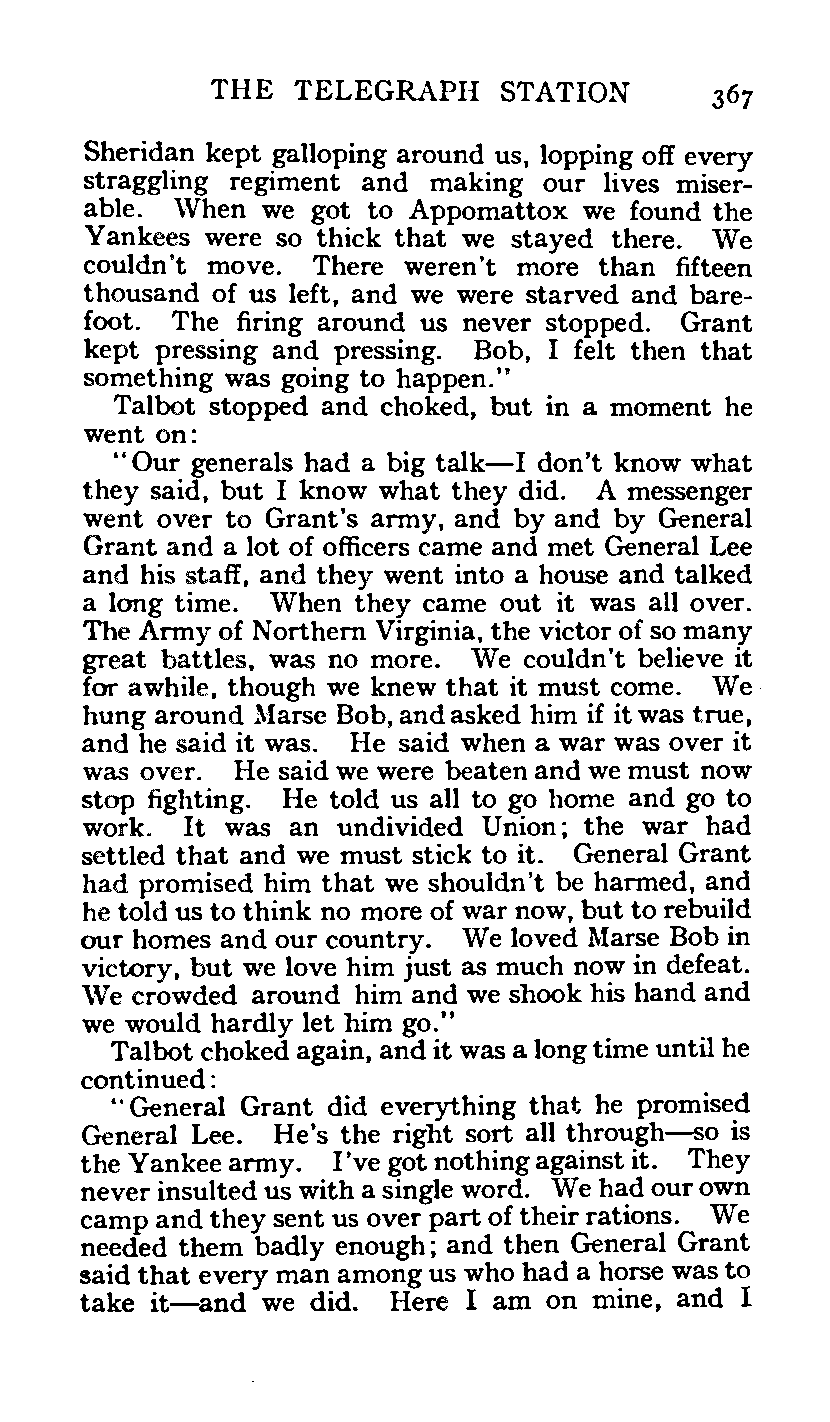 THE TELEGRAPH STATION 367
Sheridan kept galloping around us, lopping off every
straggling regiment and making our lives miser-
able. When we got to Appomattox we found the
Yankees were so thick that we stayed there. We
couldn't move. There weren't more than fifteen
thousand of us left, and we were starved and bare-
foot. The firing around us never stopped. Grant
kept pressing and pressing. Bob, I felt then that
something was going to happen."
Talbot stopped and choked, but in a moment he
went on:
"Our generals had a big talk—I don't know what
they said, but I know what they did. A messenger
went over to Grant's army, and by and by General
Grant and a lot of officers came and met General Lee
and his staff, and they went into a house and talked
a long time. When they came out it was all over.
The Army of Northern Virginia, the victor of so many
great battles, was no more. We couldn't believe it
for awhile, though we knew that it must come. We
hung around Marse Bob, and asked him if it was true,
and he said it was. He said when a war was over it
was over. He said we were beaten and we must now
stop fighting. He told us all to go home and go to
work. It was an undivided Union; the war had
settled that and we must stick to it. General Grant
had promised him that we shouldn't be harmed, and
he told us to think no more of war now, but to rebuild
our homes and our country. We loved Marse Bob in
victory, but we love him just as much now in defeat.
We crowded around him and we shook his hand and
we would hardly let him go."
Talbot choked again, and it was a long time until he
continued:
"General Grant did everything that he promised
General Lee. He's the right sort all through—so is
the Yankee army. I've got nothing against it. They
never insulted us with a single word. We had our own
camp and they sent us over part of their rations. We
needed them badly enough; and then General Grant
said that every man among us who had a horse was to
take it—and we did. Here I am on mine, and I